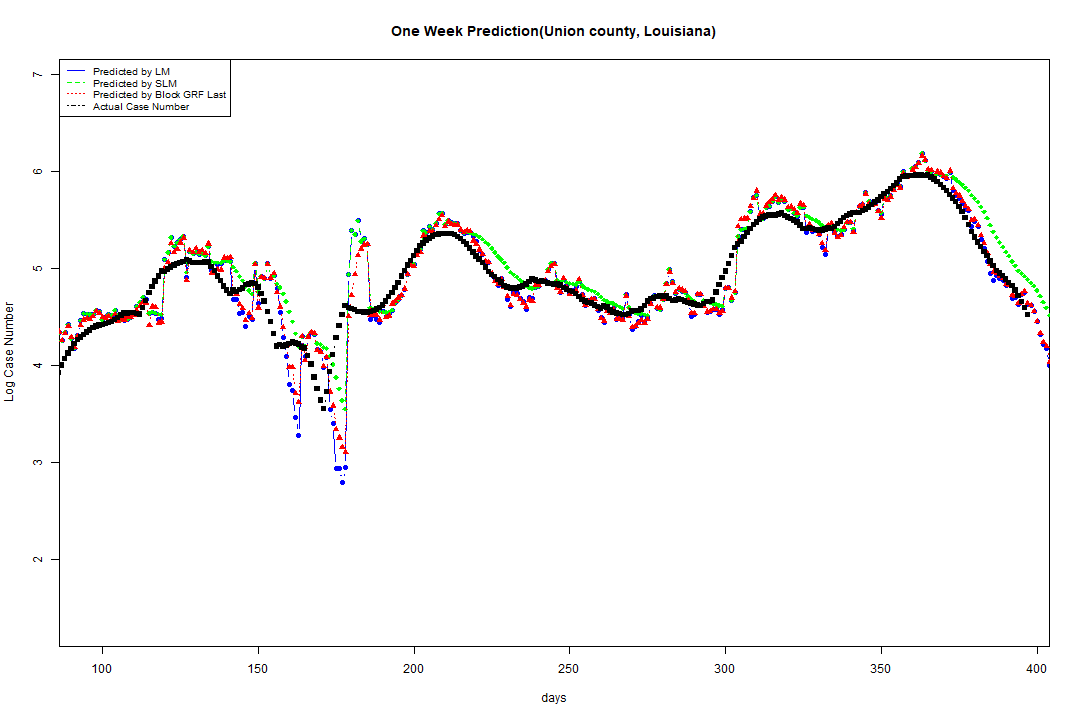 One Week Prediction(Union county, Louisiana)
Predicted by LM
Predicted by SLM
Predicted by Block GRF Last
Actual Case Number
7
6
5
4
3
2
Log Case Number
100 150 200 250 300 350 400
days